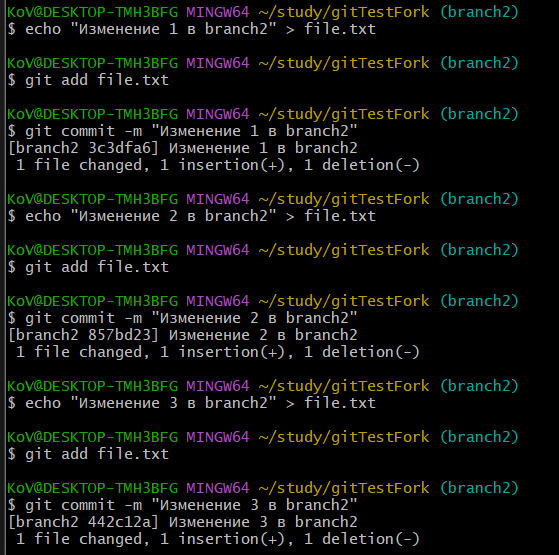 KoV@DESKTOP-TMH3BFG MINGW64 ~/study/gitTestFork (branch2)
$ echo "Изменение 1 в branch2" > file.txt
KoV@DESKTOP-TMH3BFG MINGW64 ~/study/gitTestFork (branch2)
$ git add file.txt
KoV@DESKTOP-TMH3BFG MINGW64 ~/study/gitTestFork (branch2)
$ git commit -m "Изменение 1 в branch2"
[branch2 3c3dfa6] Изменение 1 в branch2
 1 file changed, 1 insertion(+), 1 deletion(-)
KoV@DESKTOP-TMH3BFG MINGW64 ~/study/gitTestFork (branch2)
$ echo "Изменение 2 в branch2" > file.txt
KoV@DESKTOP-TMH3BFG MINGW64 ~/study/gitTestFork (branch2)
$ git add file.txt
KoV@DESKTOP-TMH3BFG MINGW64 ~/study/gitTestFork (branch2)
$ git commit -m "Изменение 2 в branch2"
[branch2 857bd23] Изменение 2 в branch2
 1 file changed, 1 insertion(+), 1 deletion(-)
KoV@DESKTOP-TMH3BFG MINGW64 ~/study/gitTestFork (branch2)
$ echo "Изменение 3 в branch2" > file.txt
KoV@DESKTOP-TMH3BFG MINGW64 ~/study/gitTestFork (branch2)
$ git add file.txt
KoV@DESKTOP-TMH3BFG MINGW64 ~/study/gitTestFork (branch2)
$ git commit -m "Изменение 3 в branch2"
[branch2 442c12a] Изменение 3 в branch2
 1 file changed, 1 insertion(+), 1 deletion(-)